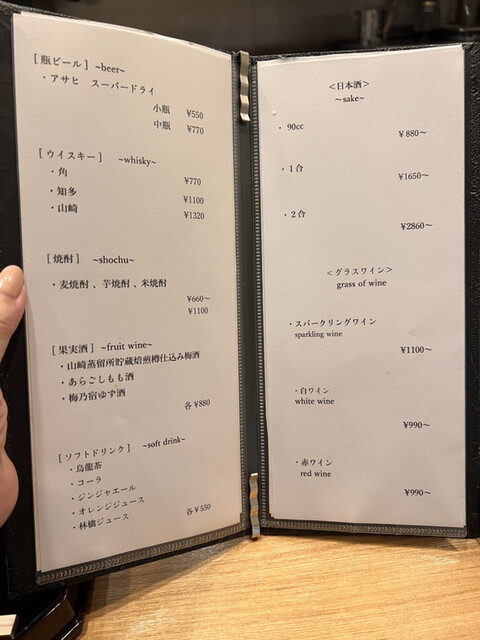 [瓶ビール] ~beer~
・アサヒ スーパードライ
小瓶 ¥550
中瓶 ¥770
[ウイスキー] ~whisky~
・角 ¥770
・知多 ¥1100
・山崎 ¥1320
[焼酎] ~shochu~
・麦焼酎、芋焼酎、米焼酎
¥660~
¥1100
[果実酒] ~fruit wine~
・山崎蒸留所貯蔵焙煎樽仕込み梅酒
・あらごしもも酒
・梅乃宿ゆず酒
各¥880
[ソフトドリンク] ~soft drink~
・烏龍茶
・コーラ
・ジンジャエール
・オレンジジュース
・林檎ジュース 各¥550
<日本酒>
~sake~
・90cc ¥880~
・1合 ¥1650~
・2合 ¥2860~
<グラスワイン>
grass of wine
・スパークリングワイン
sparkling wine
¥1100~
・白ワイン
white wine
¥990~
・赤ワイン
red wine
¥990~